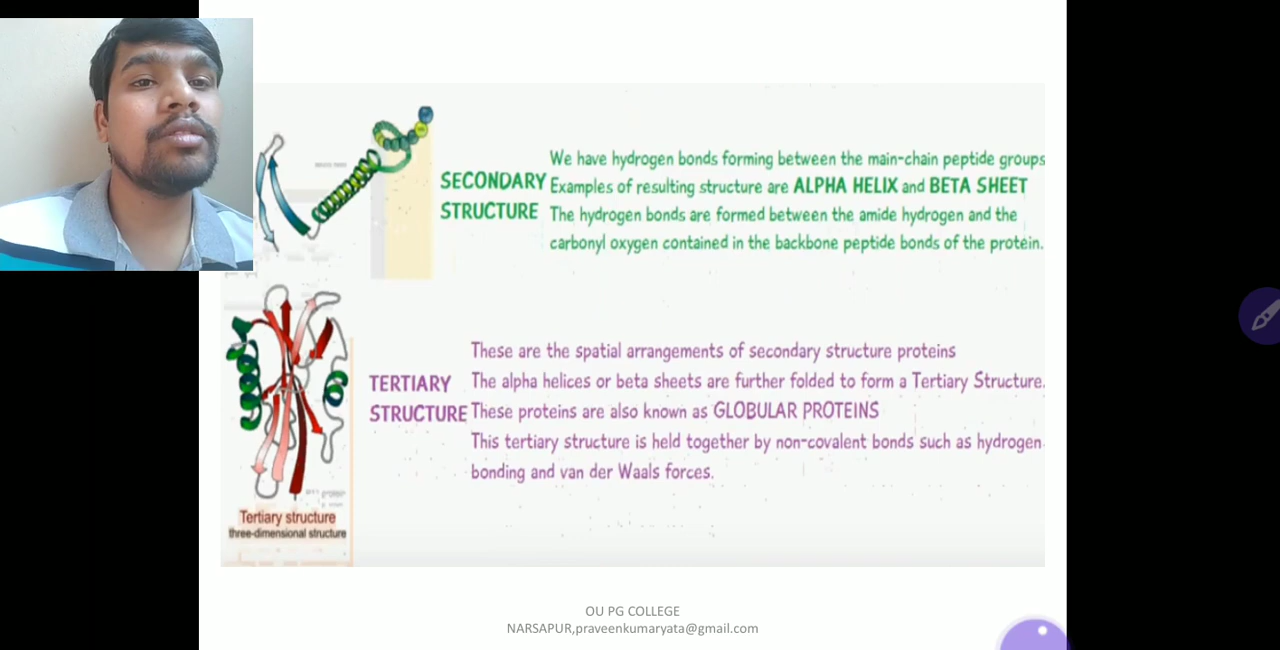 SECONDARY
STRUCTURE
We have hydrogen bonds forming between the main-chain peptide groups
Examples of resulting structure are ALPHA HELIX and BETA SHEET
The hydrogen bonds are formed between the amide hydrogen and the
carbonyl oxygen contained in the backbone peptide bonds of the protein.
TERTIARY
STRUCTURE
These are the spatial arrangements of secondary structure proteins
The alpha helices or beta sheets are further folded to form a Tertiary Structure.
These proteins are also known as GLOBULAR PROTEINS
This tertiary structure is held together by non-covalent bonds such as hydrogen
bonding and van der Waals forces.
Tertiary structure
three-dimensional structure
OU PG COLLEGE
NARSAPUR,praveenkumaryata@gmail.com